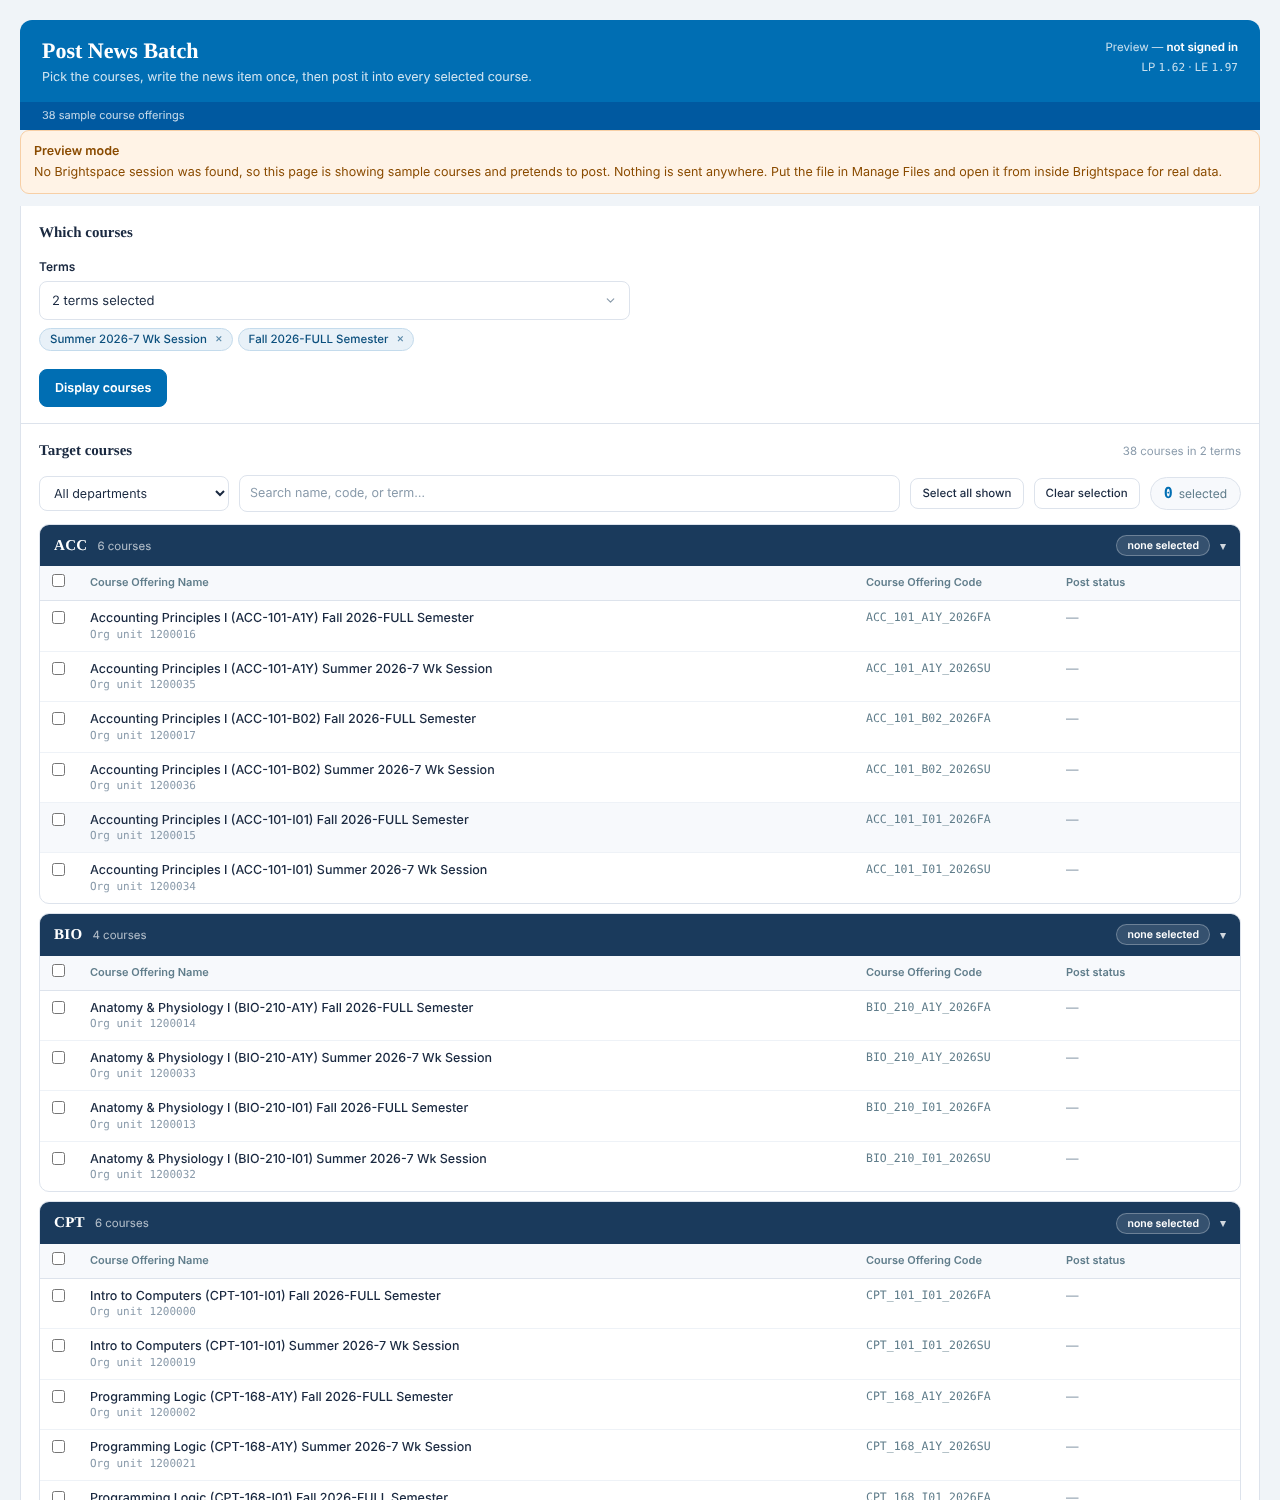 Post News Batch
Pick the courses, write the news item once, then post it into every selected course.
Preview — not signed in
LP 1.62 · LE 1.97
38 sample course offerings
Preview mode
No Brightspace session was found, so this page is showing sample courses and pretends to post. Nothing is sent anywhere. Put the file in Manage Files and open it from inside Brightspace for real data.
Which courses
Terms
2 terms selected
Summer 2026-7 Wk Session × Fall 2026-FULL Semester ×
Display courses
Target courses 38 courses in 2 terms
All departments Search name, code, or term... Select all shown Clear selection 0 selected
ACC 6 courses none selected ▾
Course Offering Name Course Offering Code Post status
Accounting Principles I (ACC-101-A1Y) Fall 2026-FULL Semester ACC_101_A1Y_2026FA —
Org unit 1200016
Accounting Principles I (ACC-101-A1Y) Summer 2026-7 Wk Session ACC_101_A1Y_2026SU —
Org unit 1200035
Accounting Principles I (ACC-101-B02) Fall 2026-FULL Semester ACC_101_B02_2026FA —
Org unit 1200017
Accounting Principles I (ACC-101-B02) Summer 2026-7 Wk Session ACC_101_B02_2026SU —
Org unit 1200036
Accounting Principles I (ACC-101-I01) Fall 2026-FULL Semester ACC_101_I01_2026FA —
Org unit 1200015
Accounting Principles I (ACC-101-I01) Summer 2026-7 Wk Session ACC_101_I01_2026SU —
Org unit 1200034
BIO 4 courses none selected ▾
Course Offering Name Course Offering Code Post status
Anatomy & Physiology I (BIO-210-A1Y) Fall 2026-FULL Semester BIO_210_A1Y_2026FA —
Org unit 1200014
Anatomy & Physiology I (BIO-210-A1Y) Summer 2026-7 Wk Session BIO_210_A1Y_2026SU —
Org unit 1200033
Anatomy & Physiology I (BIO-210-I01) Fall 2026-FULL Semester BIO_210_I01_2026FA —
Org unit 1200013
Anatomy & Physiology I (BIO-210-I01) Summer 2026-7 Wk Session BIO_210_I01_2026SU —
Org unit 1200032
CPT 6 courses none selected ▾
Course Offering Name Course Offering Code Post status
Intro to Computers (CPT-101-I01) Fall 2026-FULL Semester CPT_101_I01_2026FA —
Org unit 1200000
Intro to Computers (CPT-101-I01) Summer 2026-7 Wk Session CPT_101_I01_2026SU —
Org unit 1200019
Programming Logic (CPT-168-A1Y) Fall 2026-FULL Semester CPT_168_A1Y_2026FA —
Org unit 1200002
Programming Logic (CPT-168-A1Y) Summer 2026-7 Wk Session CPT_168_A1Y_2026SU —
Org unit 1200021
Programming Logic (CPT-168-I01) Fall 2026-FULL Semester CPT_168_I01_2026FA —